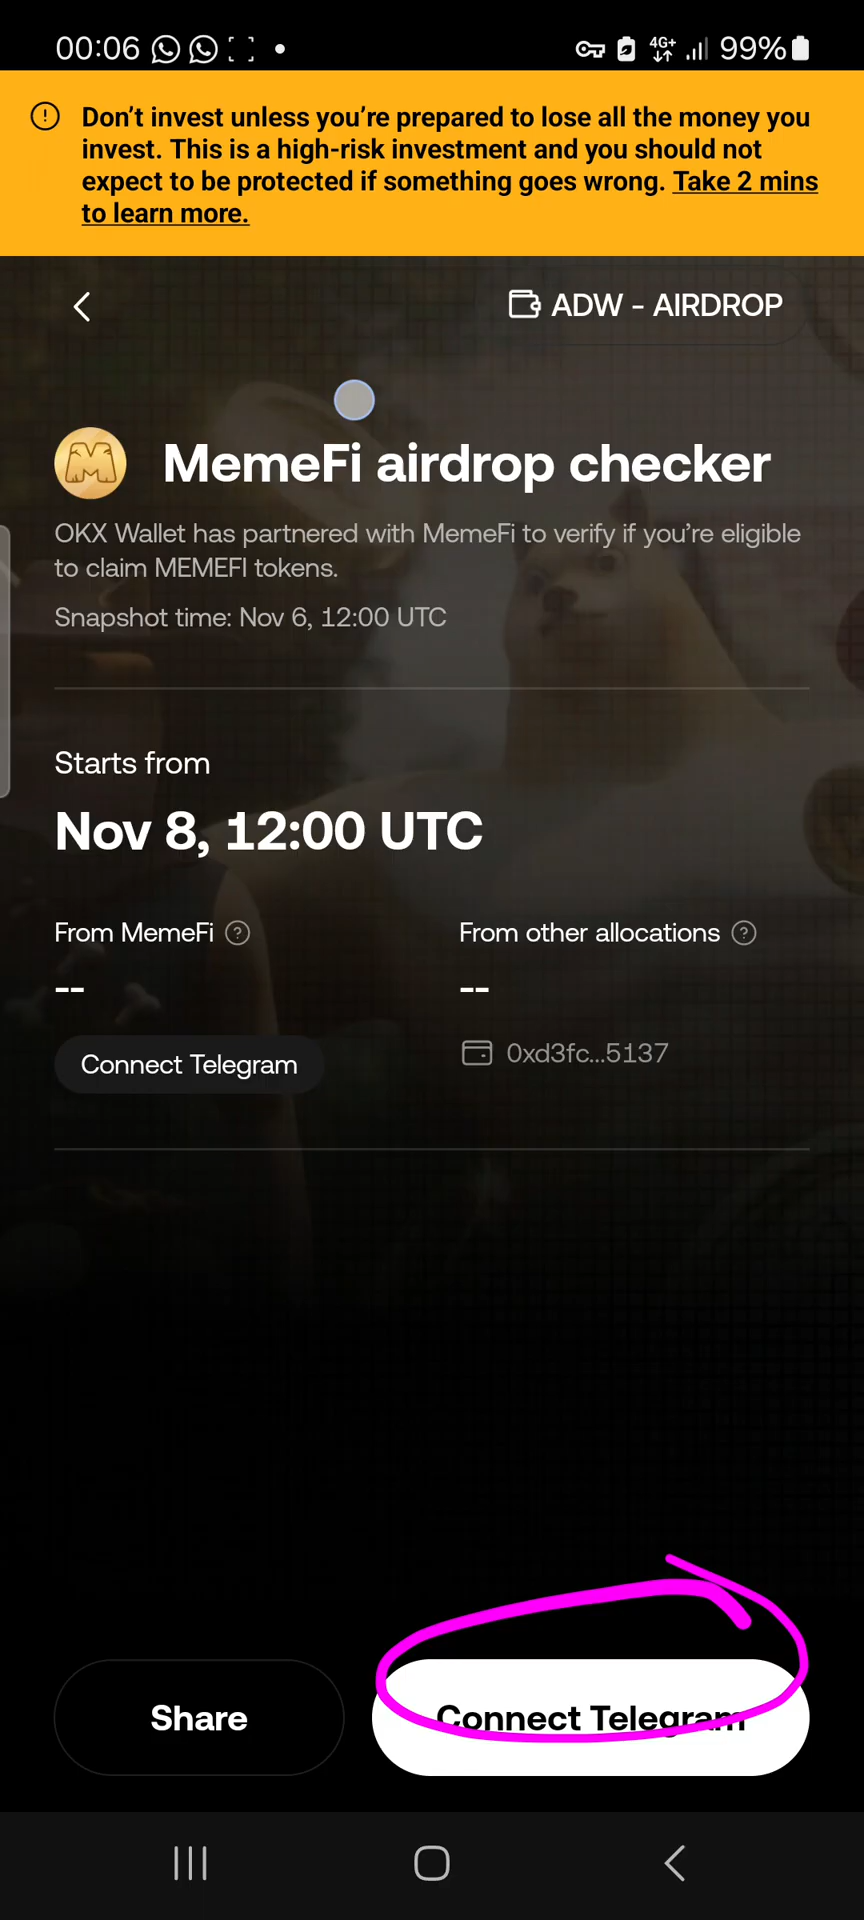 00:06 4G+ 99%
Don’t invest unless you’re prepared to lose all the money you
invest. This is a high-risk investment and you should not
expect to be protected if something goes wrong. Take 2 mins
to learn more.
ADW - AIRDROP
MemeFi airdrop checker
OKX Wallet has partnered with MemeFi to verify if you’re eligible
to claim MEMEFI tokens.
Snapshot time: Nov 6, 12:00 UTC
Starts from
Nov 8, 12:00 UTC
From MemeFi ? From other allocations ?
-- --
Connect Telegram 0xd3fc...5137
Share Connect Telegram